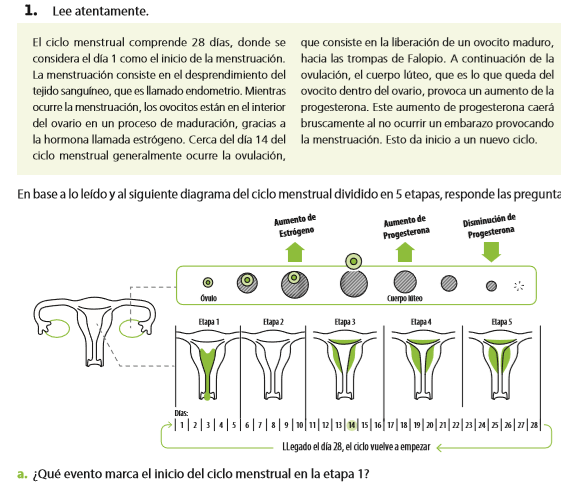 1. Lee atentamente.
El ciclo menstrual comprende 28 días, donde se
considera el día 1 como el inicio de la menstruación.
La menstruación consiste en el desprendimiento del
tejido sanguíneo, que es llamado endometrio. Mientras
ocurre la menstruación, los ovocitos están en el interior
del ovario en un proceso de maduración, gracias a
la hormona llamada estrógeno. Cerca del día 14 del
ciclo menstrual generalmente ocurre la ovulación,
que consiste en la liberación de un ovocito maduro,
hacia las trompas de Falopio. A continuación de la
ovulación, el cuerpo lúteo, que es lo que queda del
ovocito dentro del ovario, provoca un aumento de la
progesterona. Este aumento de progesterona caerá
bruscamente al no ocurrir un embarazo provocando
la menstruación. Esto da inicio a un nuevo ciclo.
En base a lo leído y al siguiente diagrama del ciclo menstrual dividido en 5 etapas, responde las pregunta
Aumento de
Estrógeno
Aumento de
Progesterona
Disminución de
Progesterona
Óvulo
Cuerpo lúteo
Etapa 1
Etapa 2
Etapa 3
Etapa 4
Etapa 5
Días:
1 2 3 4 5 6 7 8 9 10 11 12 13 14 15 16 17 18 19 20 21 22 23 24 25 26 27 28
LLegado el día 28, el ciclo vuelve a empezar
a. ¿Qué evento marca el inicio del ciclo menstrual en la etapa 1?